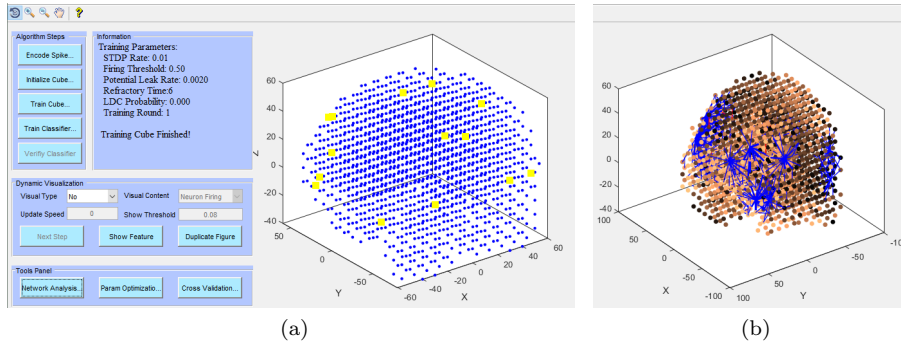 Algorithm Steps
Encode Spike...
Initialize Cube...
Train Cube...
Train Classifier...
Verifiy Classifier
Information
Training Parameters:
STDP Rate: 0.01
Firing Threshold: 0.50
Potential Leak Rate: 0.0020
Refractory Time:6
LDC Probability: 0.000
Training Round: 1
Training Cube Finished!
Dynamic Visualization
Visual Type No Visual Content Neuron Firing
Update Speed 0 Show Threshold 0.08
Next Step Show Feature Duplicate Figure
Tools Panel
Network Analysis... Param Optimizatio... Cross Validation...
60
40
20
0
-20
-40
Z
50
0
-50
Y
-60
-40
-20
0
20
40
60
X
(a)
60
40
20
0
-20
-40
100
50
0
-50
-100
X
100
50
0
-50
-10
Y
(b)